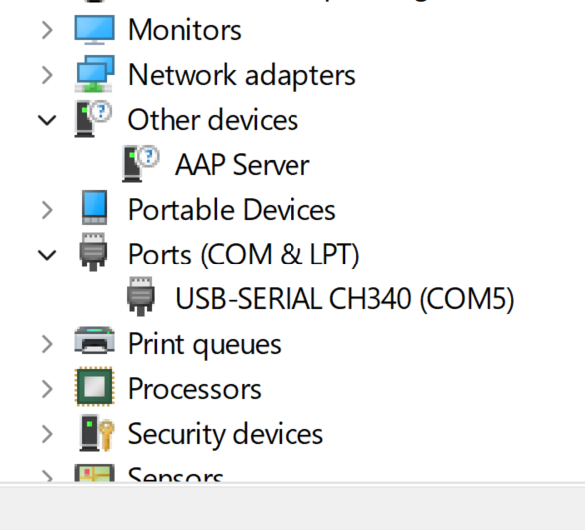 Monitors
Network adapters
Other devices
AAP Server
Portable Devices
Ports (COM & LPT)
USB-SERIAL CH340 (COM5)
Print queues
Processors
Security devices
Sensors